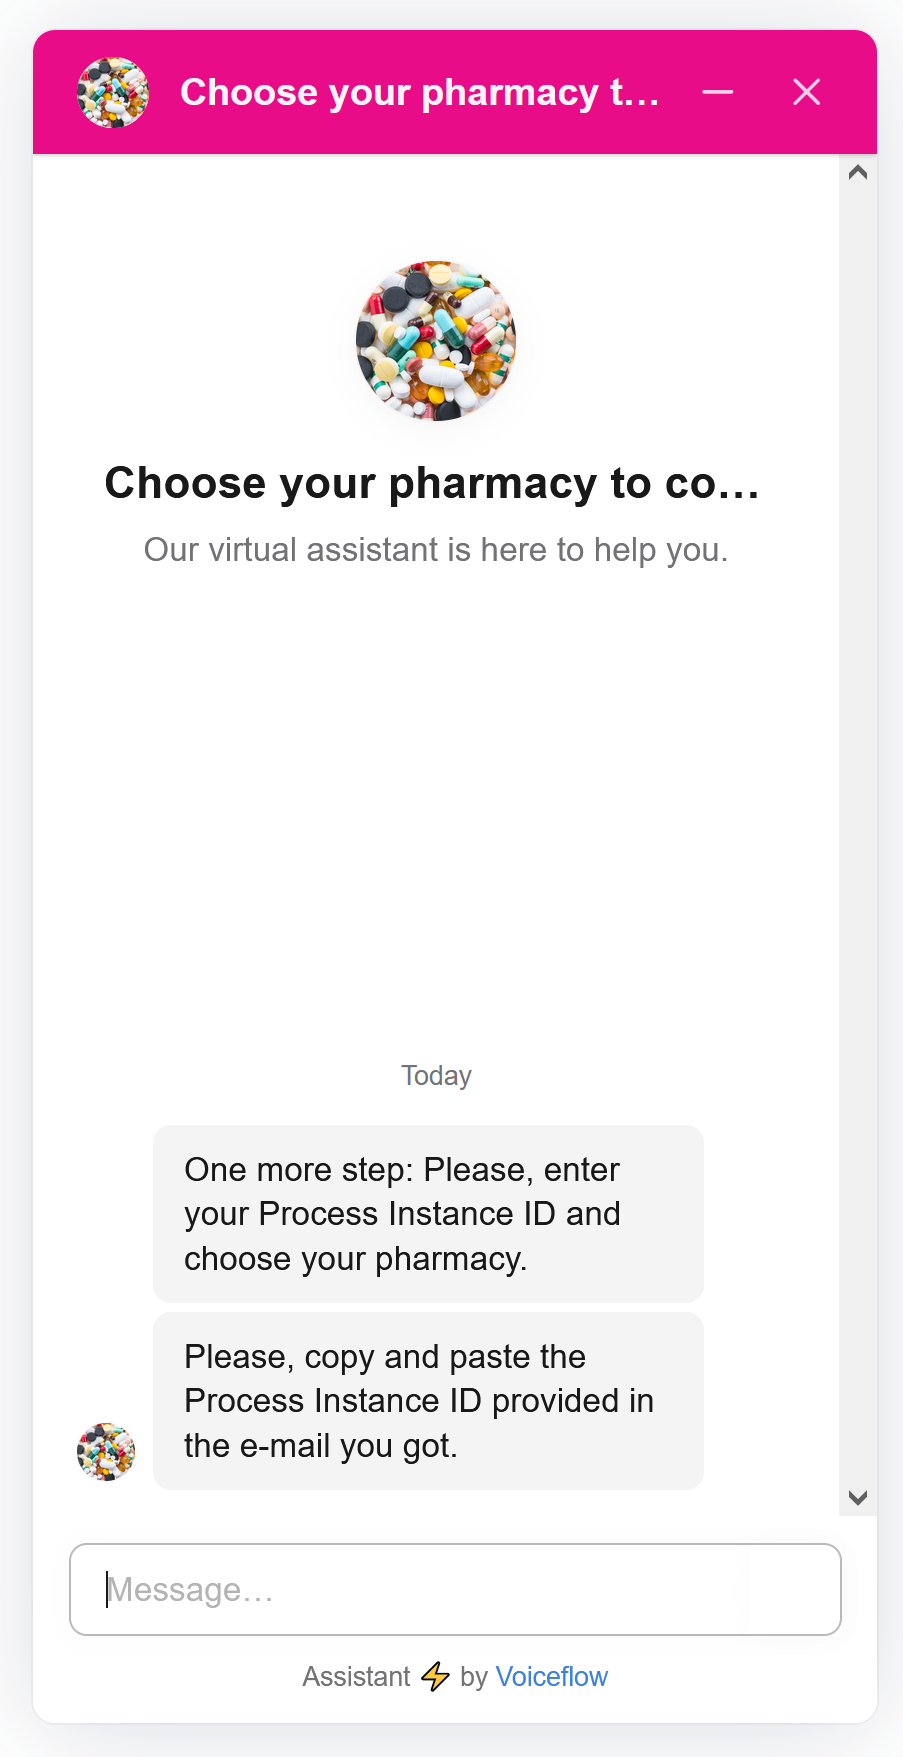 Choose your pharmacy t...
Choose your pharmacy to co...
Our virtual assistant is here to help you.
Today
One more step: Please, enter
your Process Instance ID and
choose your pharmacy.
Please, copy and paste the
Process Instance ID provided in
the e-mail you got.
Message...
Assistant ⚡ by Voiceflow